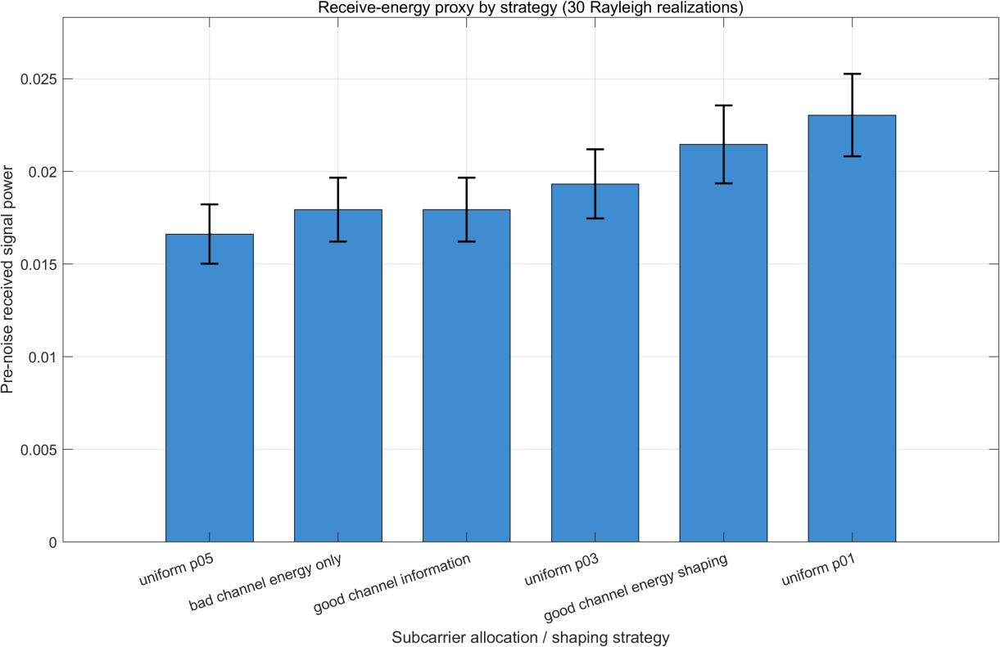 Receive-energy proxy by strategy (30 Rayleigh realizations)
Pre-noise received signal power
0.025
0.02
0.015
0.01
0.005
0
uniform p05
bad channel energy only
good channel information
uniform p03
good channel energy shaping
uniform p01
Subcarrier allocation / shaping strategy